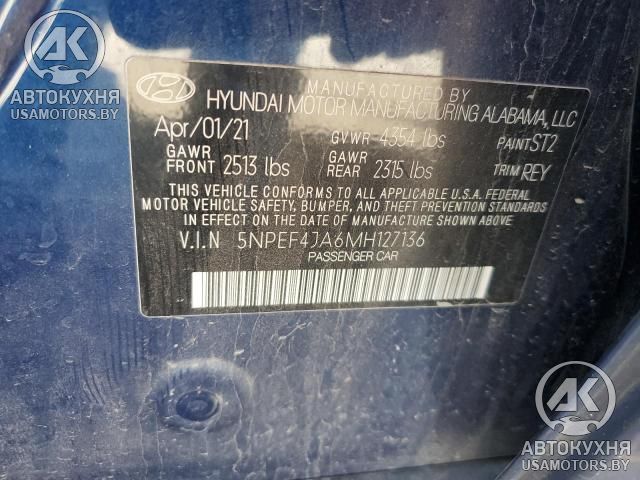 AK
АВТОКУХНЯ
USAMOTORS.BY
MANUFACTURED BY
HYUNDAI MOTOR MANUFACTURING ALABAMA, LLC
Apr/01/21 GVWR 4354 lbs PAINT ST2
GAWR FRONT 2513 lbs GAWR REAR 2315 lbs TRIM REY
THIS VEHICLE CONFORMS TO ALL APPLICABLE U.S.A. FEDERAL
MOTOR VEHICLE SAFETY, BUMPER, AND THEFT PREVENTION STANDARDS
IN EFFECT ON THE DATE OF MANUFACTURE SHOWN ABOVE
V.I.N 5NPEF4JA6MH127136
PASSENGER CAR
AK
АВТОКУХНЯ
USAMOTORS.BY